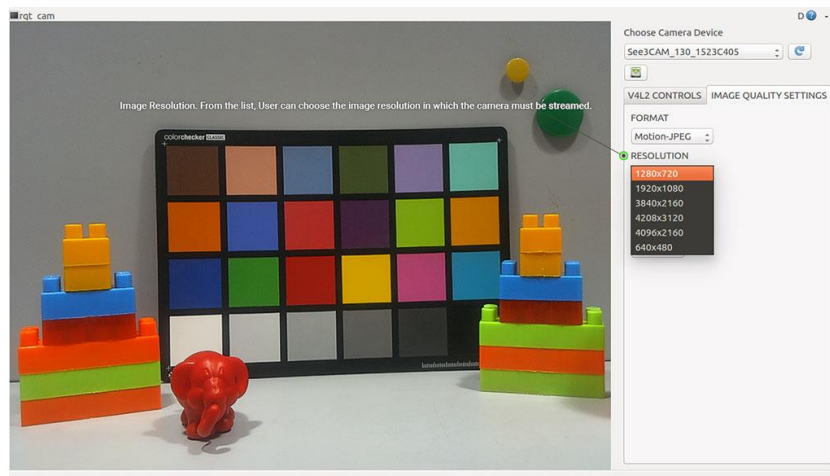 rqt_cam
D
Choose Camera Device
See3CAM_130_1523C405
V4L2 CONTROLS
IMAGE QUALITY SETTINGS
Image Resolution. From the list, User can choose the image resolution in which the camera must be streamed.
FORMAT
Motion-JPEG
RESOLUTION
1280x720
1920x1080
3840x2160
4208x3120
4096x2160
640x480
colorchecker CLASSIC